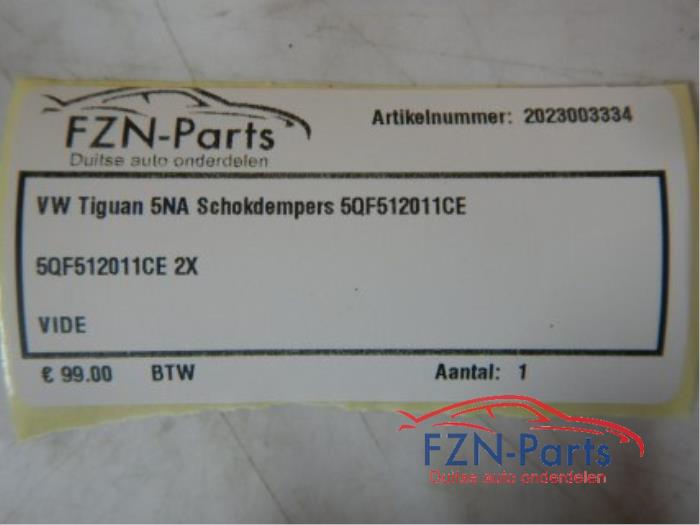 FZN-Parts
Duitse auto onderdelen
Artikelnummer: 2023003334
VW Tiguan 5NA Schokdempers 5QF512011CE
5QF512011CE 2X
VIDE
€ 99.00 BTW Aantal: 1
FZN-Parts
Duitse auto onderdelen